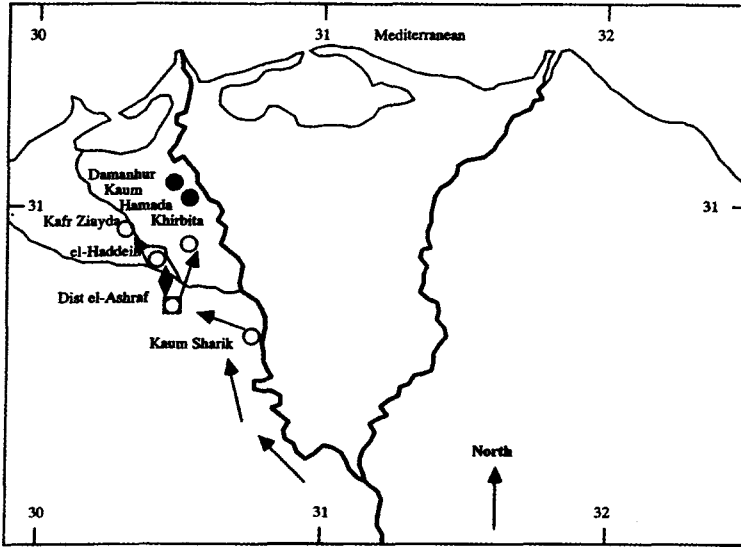 30
31
Mediterranean
32
Damanhur
Kaum
Hamada
31
31
Kafr Ziayda
Khirbita
el-Haddein
Dist el-Ashraf
Kaum Sharik
North
30
31
32